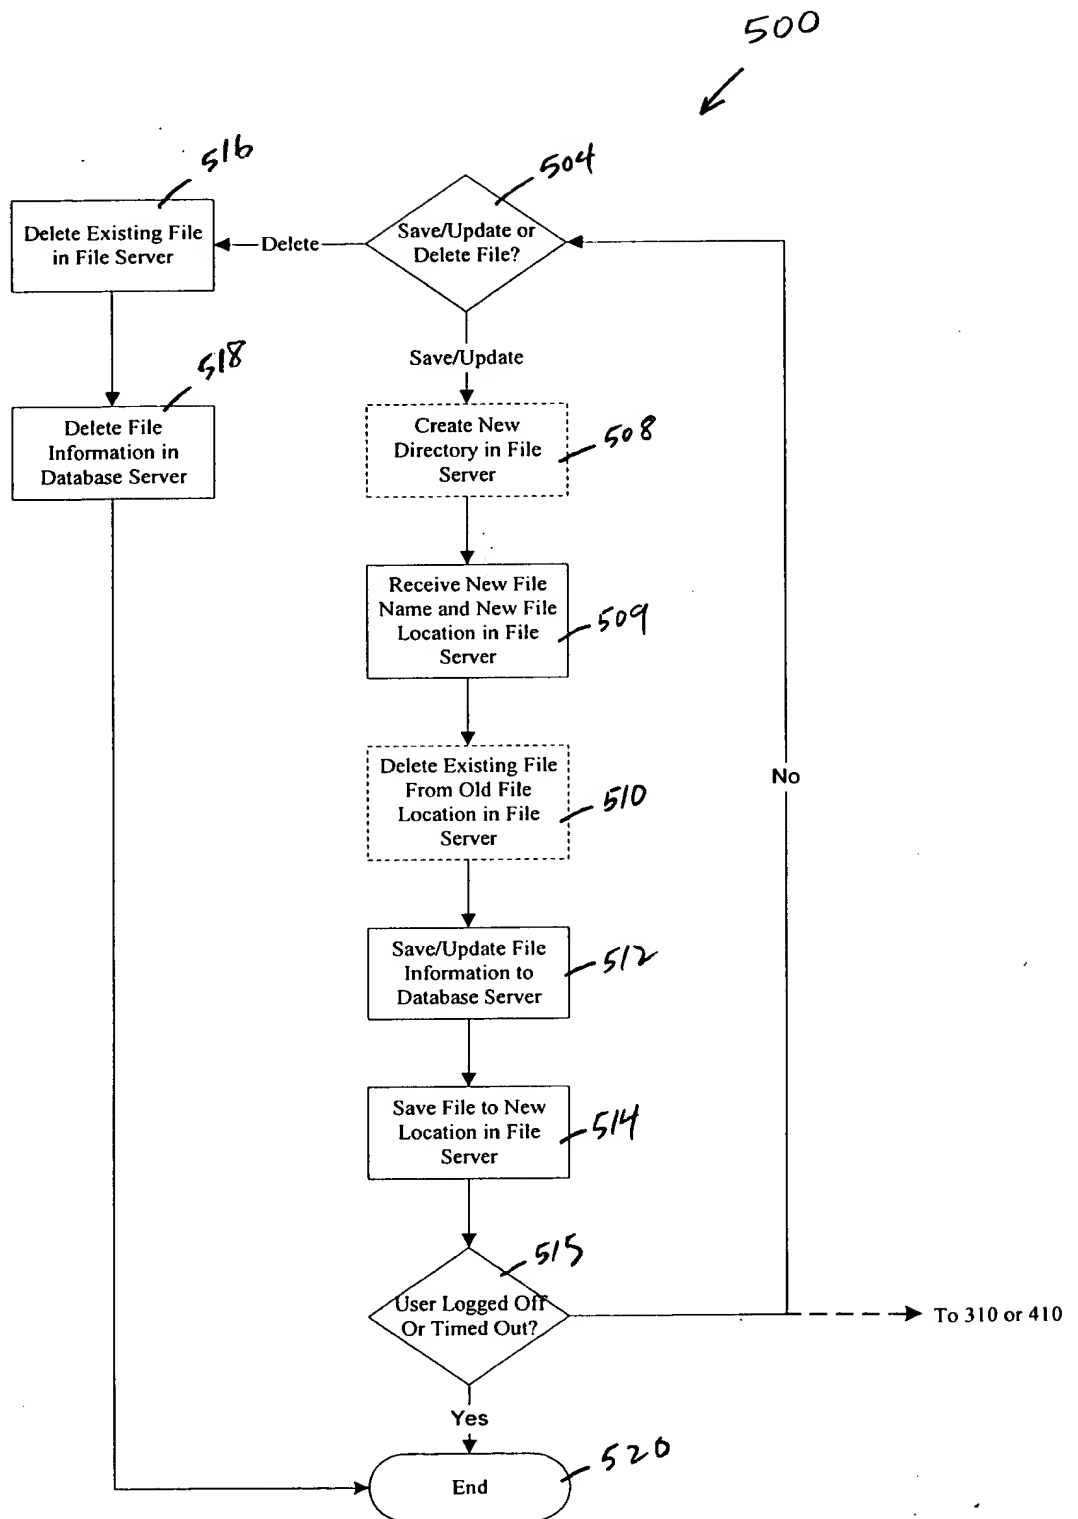 500
516
504
Delete Existing File
in File Server
Delete
Save/Update or
Delete File?
Save/Update
518
Delete File
Information in
Database Server
Create New
Directory in File
Server
508
Receive New File
Name and New File
Location in File
Server
509
Delete Existing File
From Old File
Location in File
Server
510
No
Save/Update File
Information to
Database Server
512
Save File to New
Location in File
Server
514
515
User Logged Off
Or Timed Out?
To 310 or 410
Yes
End
520